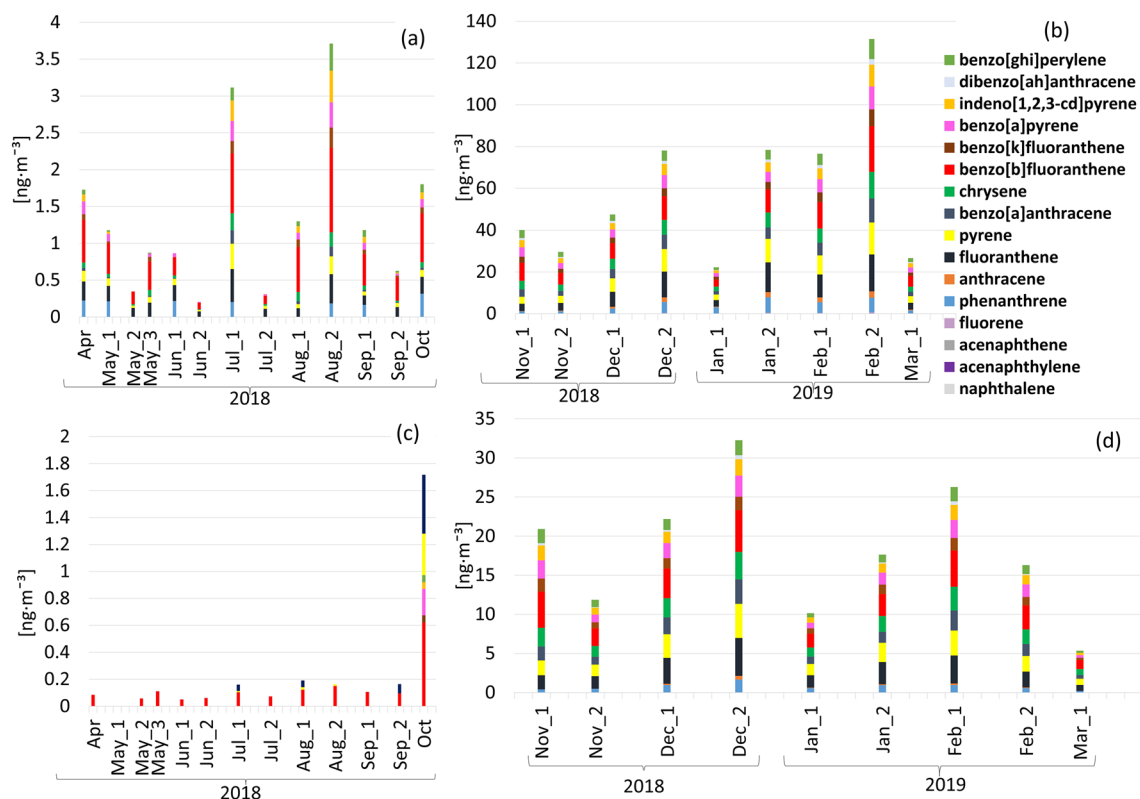 (a)
[ng·m⁻³]
4
3.5
3
2.5
2
1.5
1
0.5
0
Apr
May_1
May_2
May_3
Jun_1
Jun_2
Jul_1
Jul_2
Aug_1
Aug_2
Sep_1
Sep_2
Oct
2018
(b)
[ng·m⁻³]
140
120
100
80
60
40
20
0
Nov_1
Nov_2
Dec_1
Dec_2
Jan_1
Jan_2
Feb_1
Feb_2
Mar_1
2018
2019
benzo[ghi]perylene
dibenzo[ah]anthracene
indeno[1,2,3-cd]pyrene
benzo[a]pyrene
benzo[k]fluoranthene
benzo[b]fluoranthene
chrysene
benzo[a]anthracene
pyrene
fluoranthene
anthracene
phenanthrene
fluorene
acenaphthene
acenaphthylene
naphthalene
(c)
[ng·m⁻³]
2
1.8
1.6
1.4
1.2
1
0.8
0.6
0.4
0.2
0
Apr
May_1
May_2
May_3
Jun_1
Jun_2
Jul_1
Jul_2
Aug_1
Aug_2
Sep_1
Sep_2
Oct
2018
(d)
[ng·m⁻³]
35
30
25
20
15
10
5
0
Nov_1
Nov_2
Dec_1
Dec_2
Jan_1
Jan_2
Feb_1
Feb_2
Mar_1
2018
2019